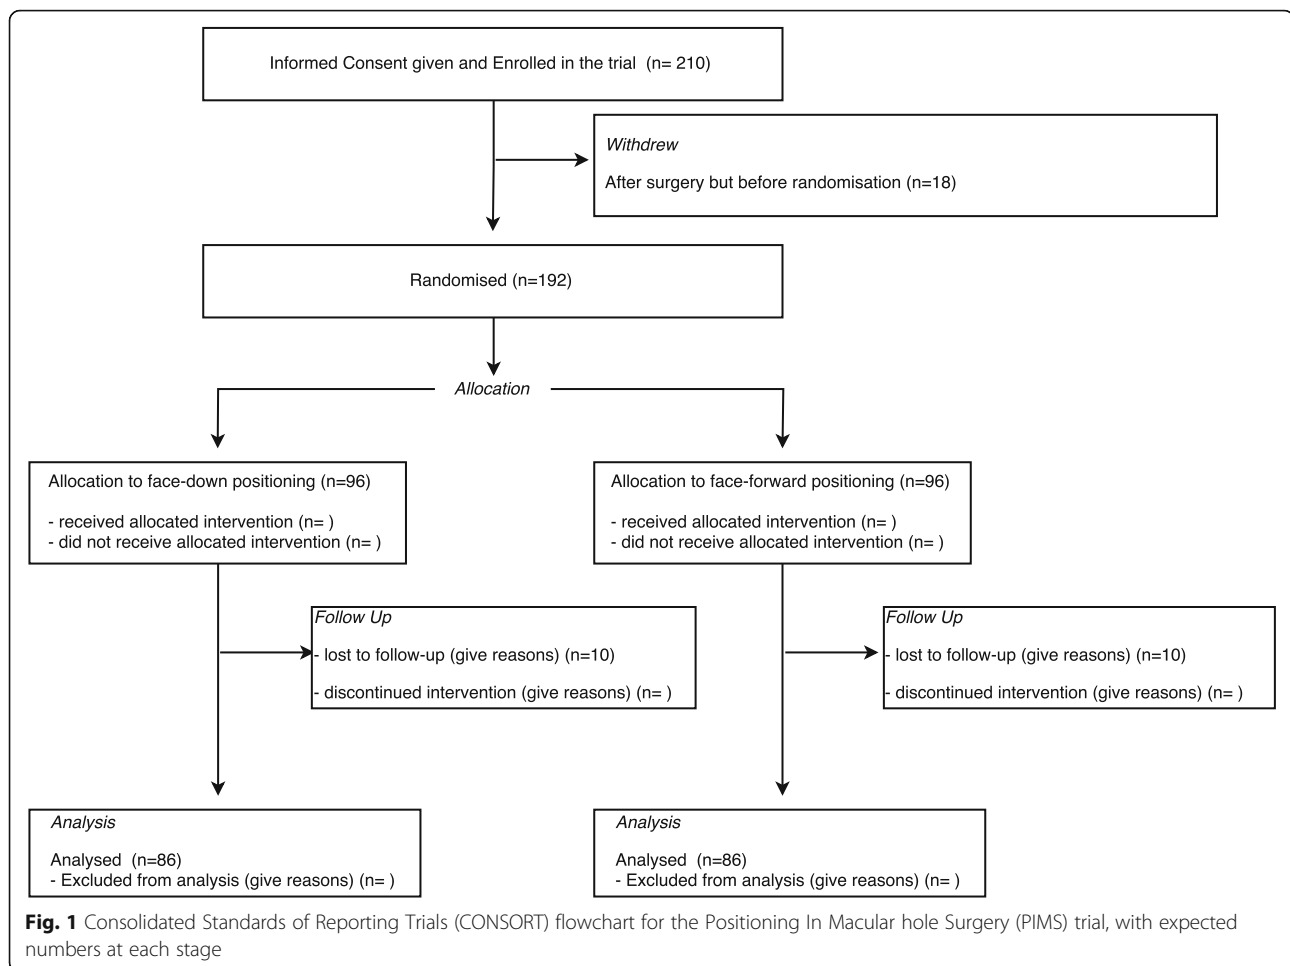 Informed Consent given and Enrolled in the trial (n= 210)
Withdrew
After surgery but before randomisation (n=18)
Randomised (n=192)
Allocation
Allocation to face-down positioning (n=96)
- received allocated intervention (n= )
- did not receive allocated intervention (n= )
Allocation to face-forward positioning (n=96)
- received allocated intervention (n= )
- did not receive allocated intervention (n= )
Follow Up
- lost to follow-up (give reasons) (n=10)
- discontinued intervention (give reasons) (n= )
Follow Up
- lost to follow-up (give reasons) (n=10)
- discontinued intervention (give reasons) (n= )
Analysis
Analysed (n=86)
- Excluded from analysis (give reasons) (n= )
Analysis
Analysed (n=86)
- Excluded from analysis (give reasons) (n= )
Fig. 1 Consolidated Standards of Reporting Trials (CONSORT) flowchart for the Positioning In Macular hole Surgery (PIMS) trial, with expected
numbers at each stage